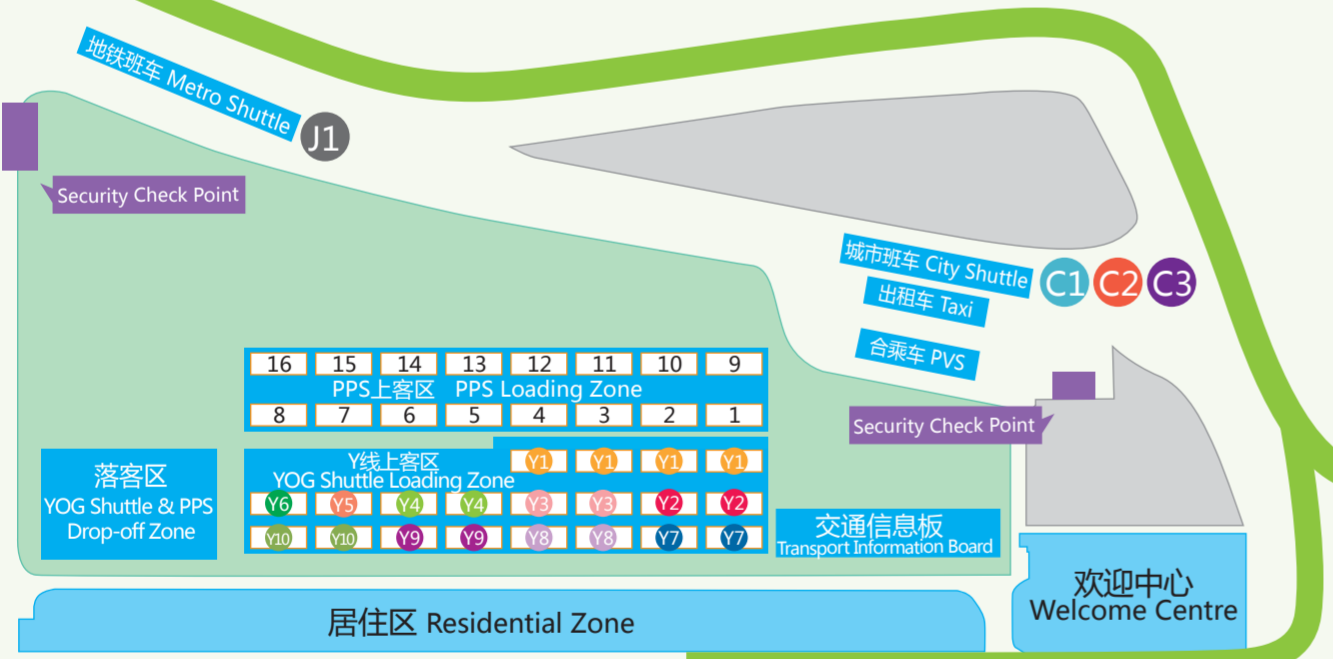 地铁班车 Metro Shuttle
J1
Security Check Point
城市班车 City Shuttle
C1 C2 C3
出租车 Taxi
合乘车 PVS
16 15 14 13 12 11 10 9
PPS上客区 PPS Loading Zone
8 7 6 5 4 3 2 1
Security Check Point
Y线上客区
YOG Shuttle Loading Zone
Y1 Y1 Y1 Y1
Y6 Y5 Y4 Y4 Y3 Y3 Y2 Y2
Y10 Y10 Y9 Y9 Y8 Y8 Y7 Y7
落客区
YOG Shuttle & PPS
Drop-off Zone
交通信息板
Transport Information Board
欢迎中心
Welcome Centre
居住区 Residential Zone